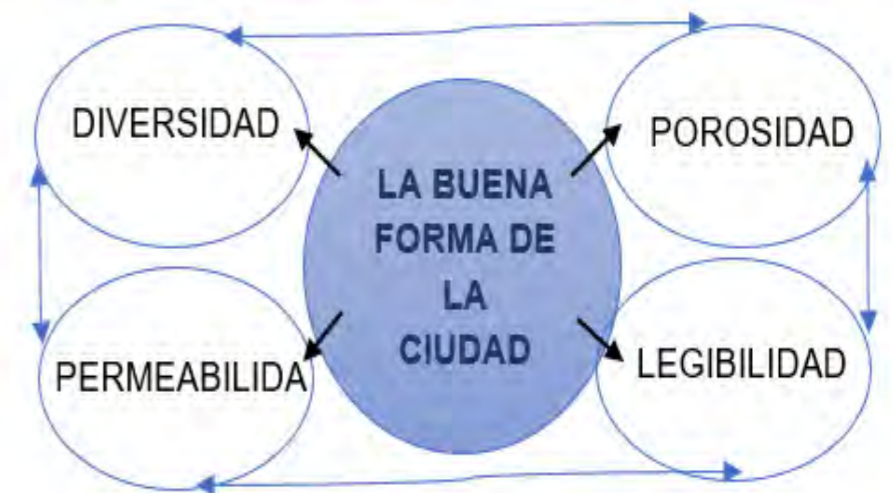 DIVERSIDAD
POROSIDAD
LA BUENA
FORMA DE
LA
CIUDAD
PERMEABILIDA
LEGIBILIDAD